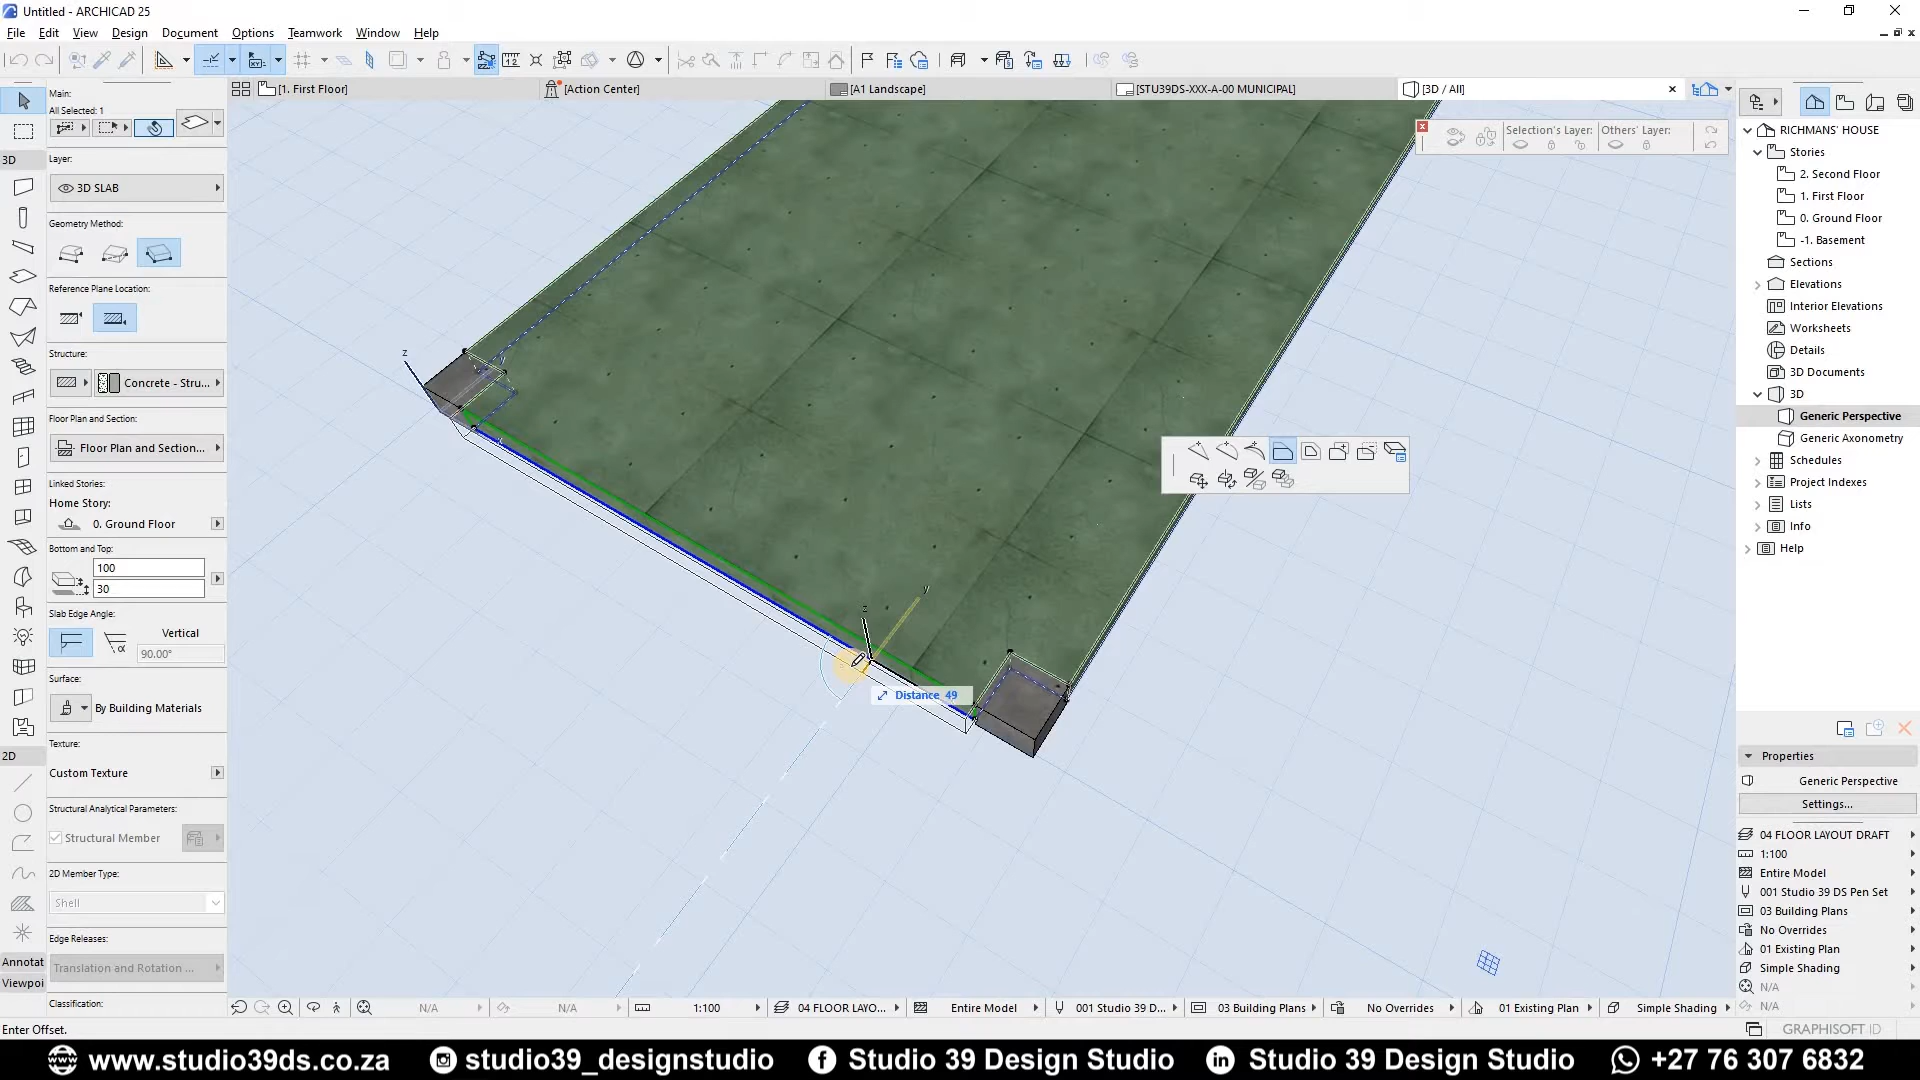 Untitled - ARCHICAD 25
File Edit View Design Document Options Teamwork Window Help
[1. First Floor]
[Action Center]
[A1 Landscape]
[STU39DS-XXX-A-00 MUNICIPAL]
[3D / All]
Main:
All Selected: 1
3D
Layer:
3D SLAB
Geometry Method:
Reference Plane Location:
Structure:
Concrete - Stru...
Floor Plan and Section:
Floor Plan and Section...
Linked Stories:
Home Story:
0. Ground Floor
Bottom and Top:
100
30
Slab Edge Angle:
Vertical
90.00°
Surface:
By Building Materials
Texture:
2D
Custom Texture
Structural Analytical Parameters:
Structural Member
2D Member Type:
Shell
Edge Releases:
Annotat
Translation and Rotation ...
Viewpoi
Classification:
z
z
y
Distance 49
Selection's Layer:
Others' Layer:
RICHMANS' HOUSE
Stories
2. Second Floor
1. First Floor
0. Ground Floor
-1. Basement
Sections
Elevations
Interior Elevations
Worksheets
Details
3D Documents
3D
Generic Perspective
Generic Axonometry
Schedules
Project Indexes
Lists
Info
Help
Properties
Generic Perspective
Settings...
04 FLOOR LAYOUT DRAFT
1:100
Entire Model
001 Studio 39 DS Pen Set
03 Building Plans
No Overrides
01 Existing Plan
Simple Shading
N/A
N/A
N/A N/A 1:100 04 FLOOR LAYO... Entire Model 001 Studio 39 D... 03 Building Plans No Overrides 01 Existing Plan Simple Shading
Enter Offset.
GRAPHISOFT ID
www.studio39ds.co.za studio39_designstudio Studio 39 Design Studio Studio 39 Design Studio +27 76 307 6832